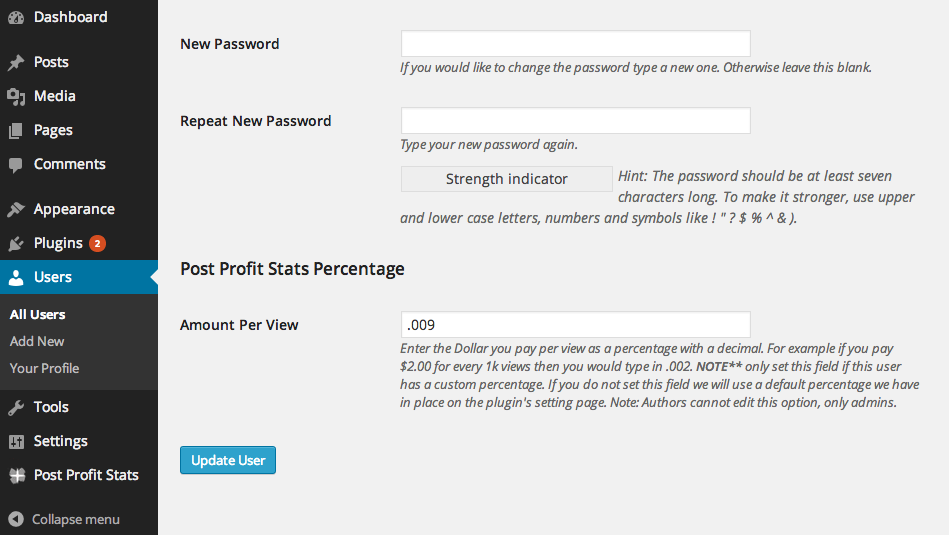 Dashboard
Posts
Media
Pages
Comments
Appearance
Plugins 2
Users
All Users
Add New
Your Profile
Tools
Settings
Post Profit Stats
Collapse menu
New Password
If you would like to change the password type a new one. Otherwise leave this blank.
Repeat New Password
Type your new password again.
Strength indicator
Hint: The password should be at least seven
characters long. To make it stronger, use upper
and lower case letters, numbers and symbols like ! " ? $ % ^ & ).
Post Profit Stats Percentage
Amount Per View
.009
Enter the Dollar you pay per view as a percentage with a decimal. For example if you pay
$2.00 for every 1k views then you would type in .002. NOTE** only set this field if this user
has a custom percentage. If you do not set this field we will use a default percentage we have
in place on the plugin's setting page. Note: Authors cannot edit this option, only admins.
Update User